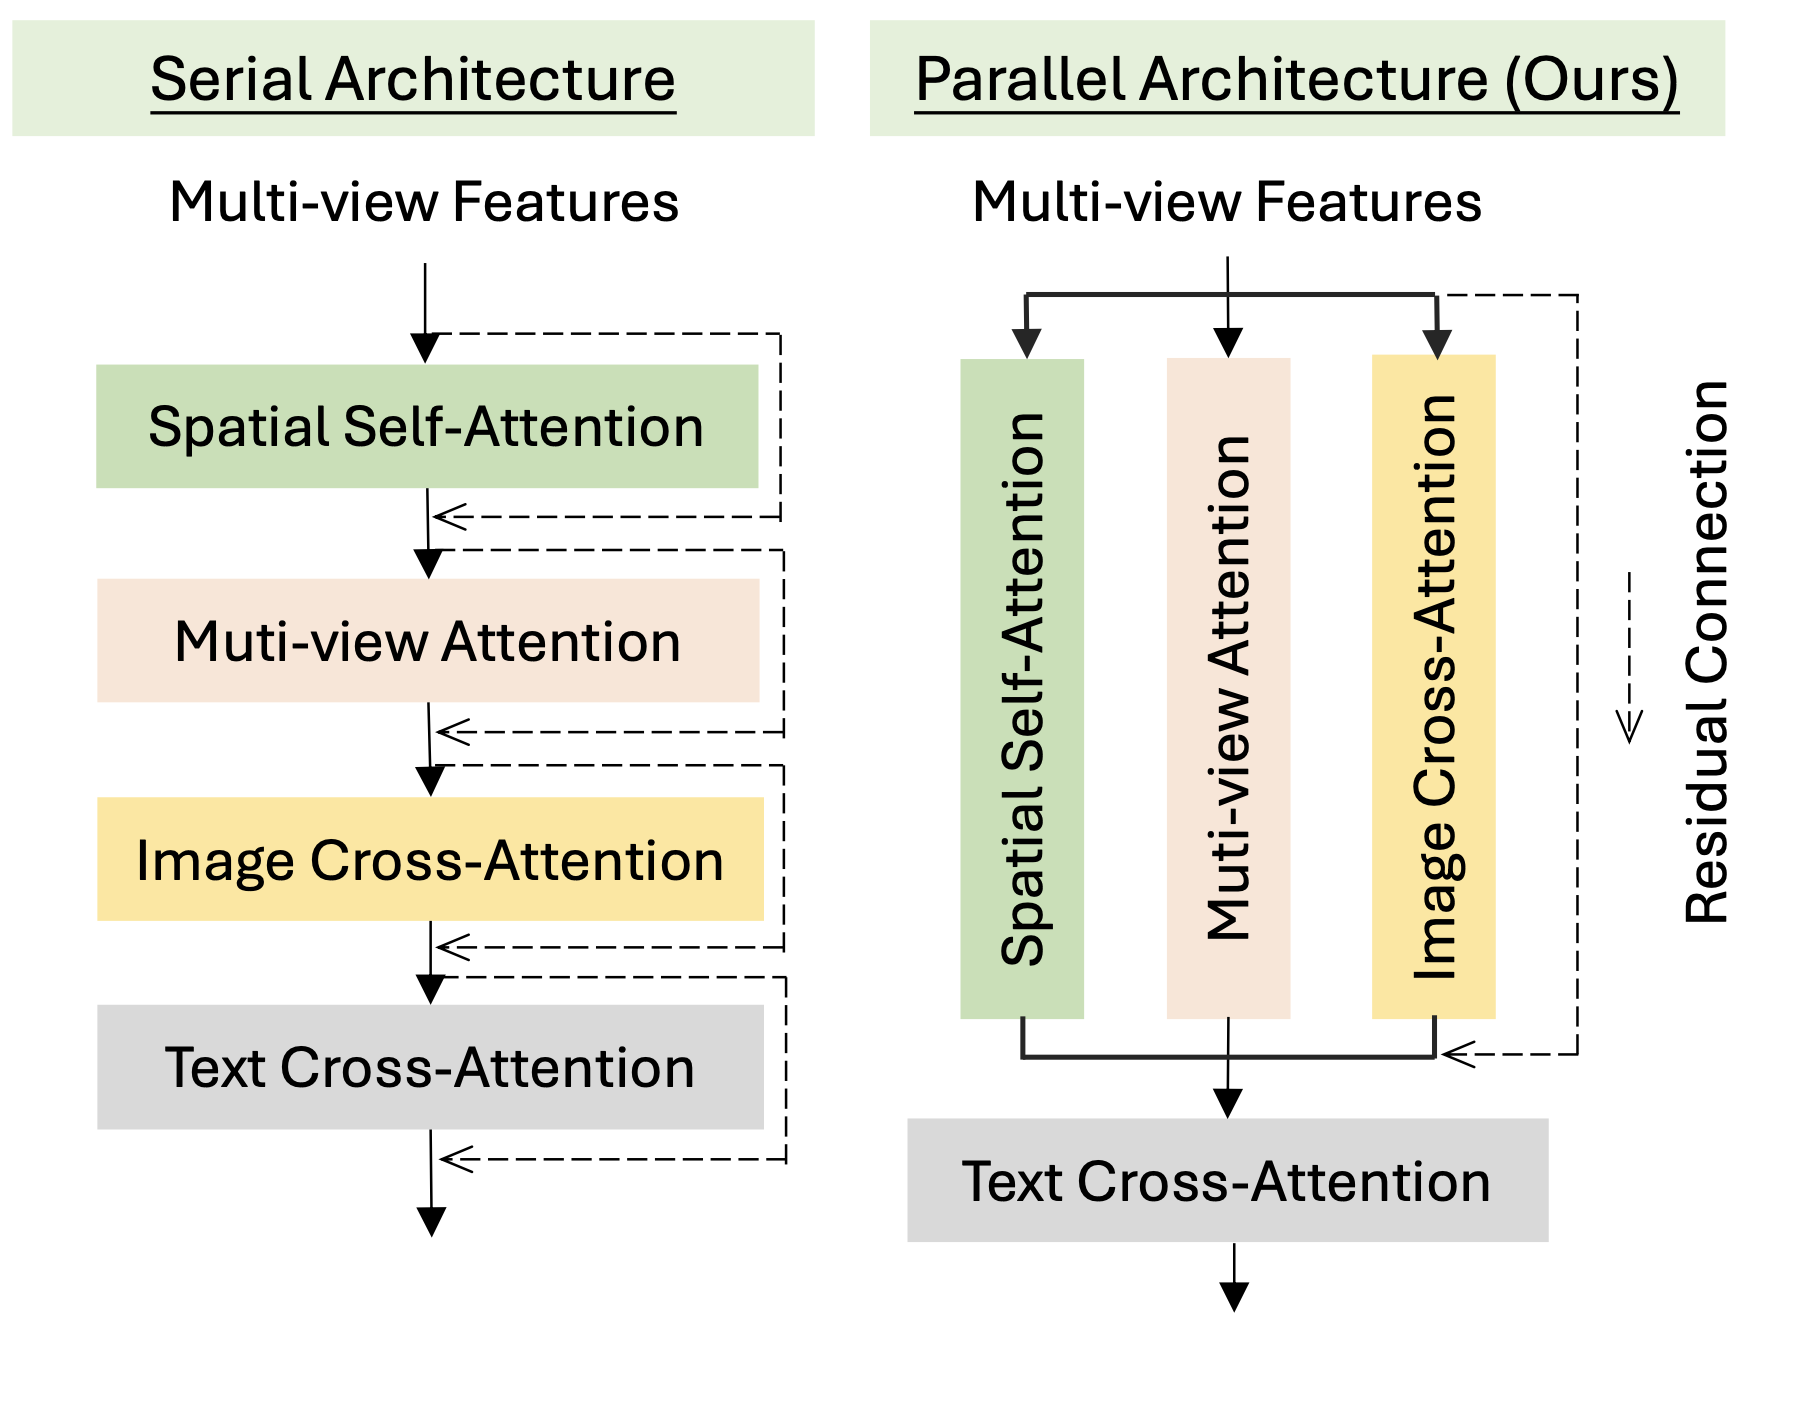 Serial Architecture
Multi-view Features
Spatial Self-Attention
Muti-view Attention
Image Cross-Attention
Text Cross-Attention
Parallel Architecture (Ours)
Multi-view Features
Spatial Self-Attention
Muti-view Attention
Image Cross-Attention
Residual Connection
Text Cross-Attention